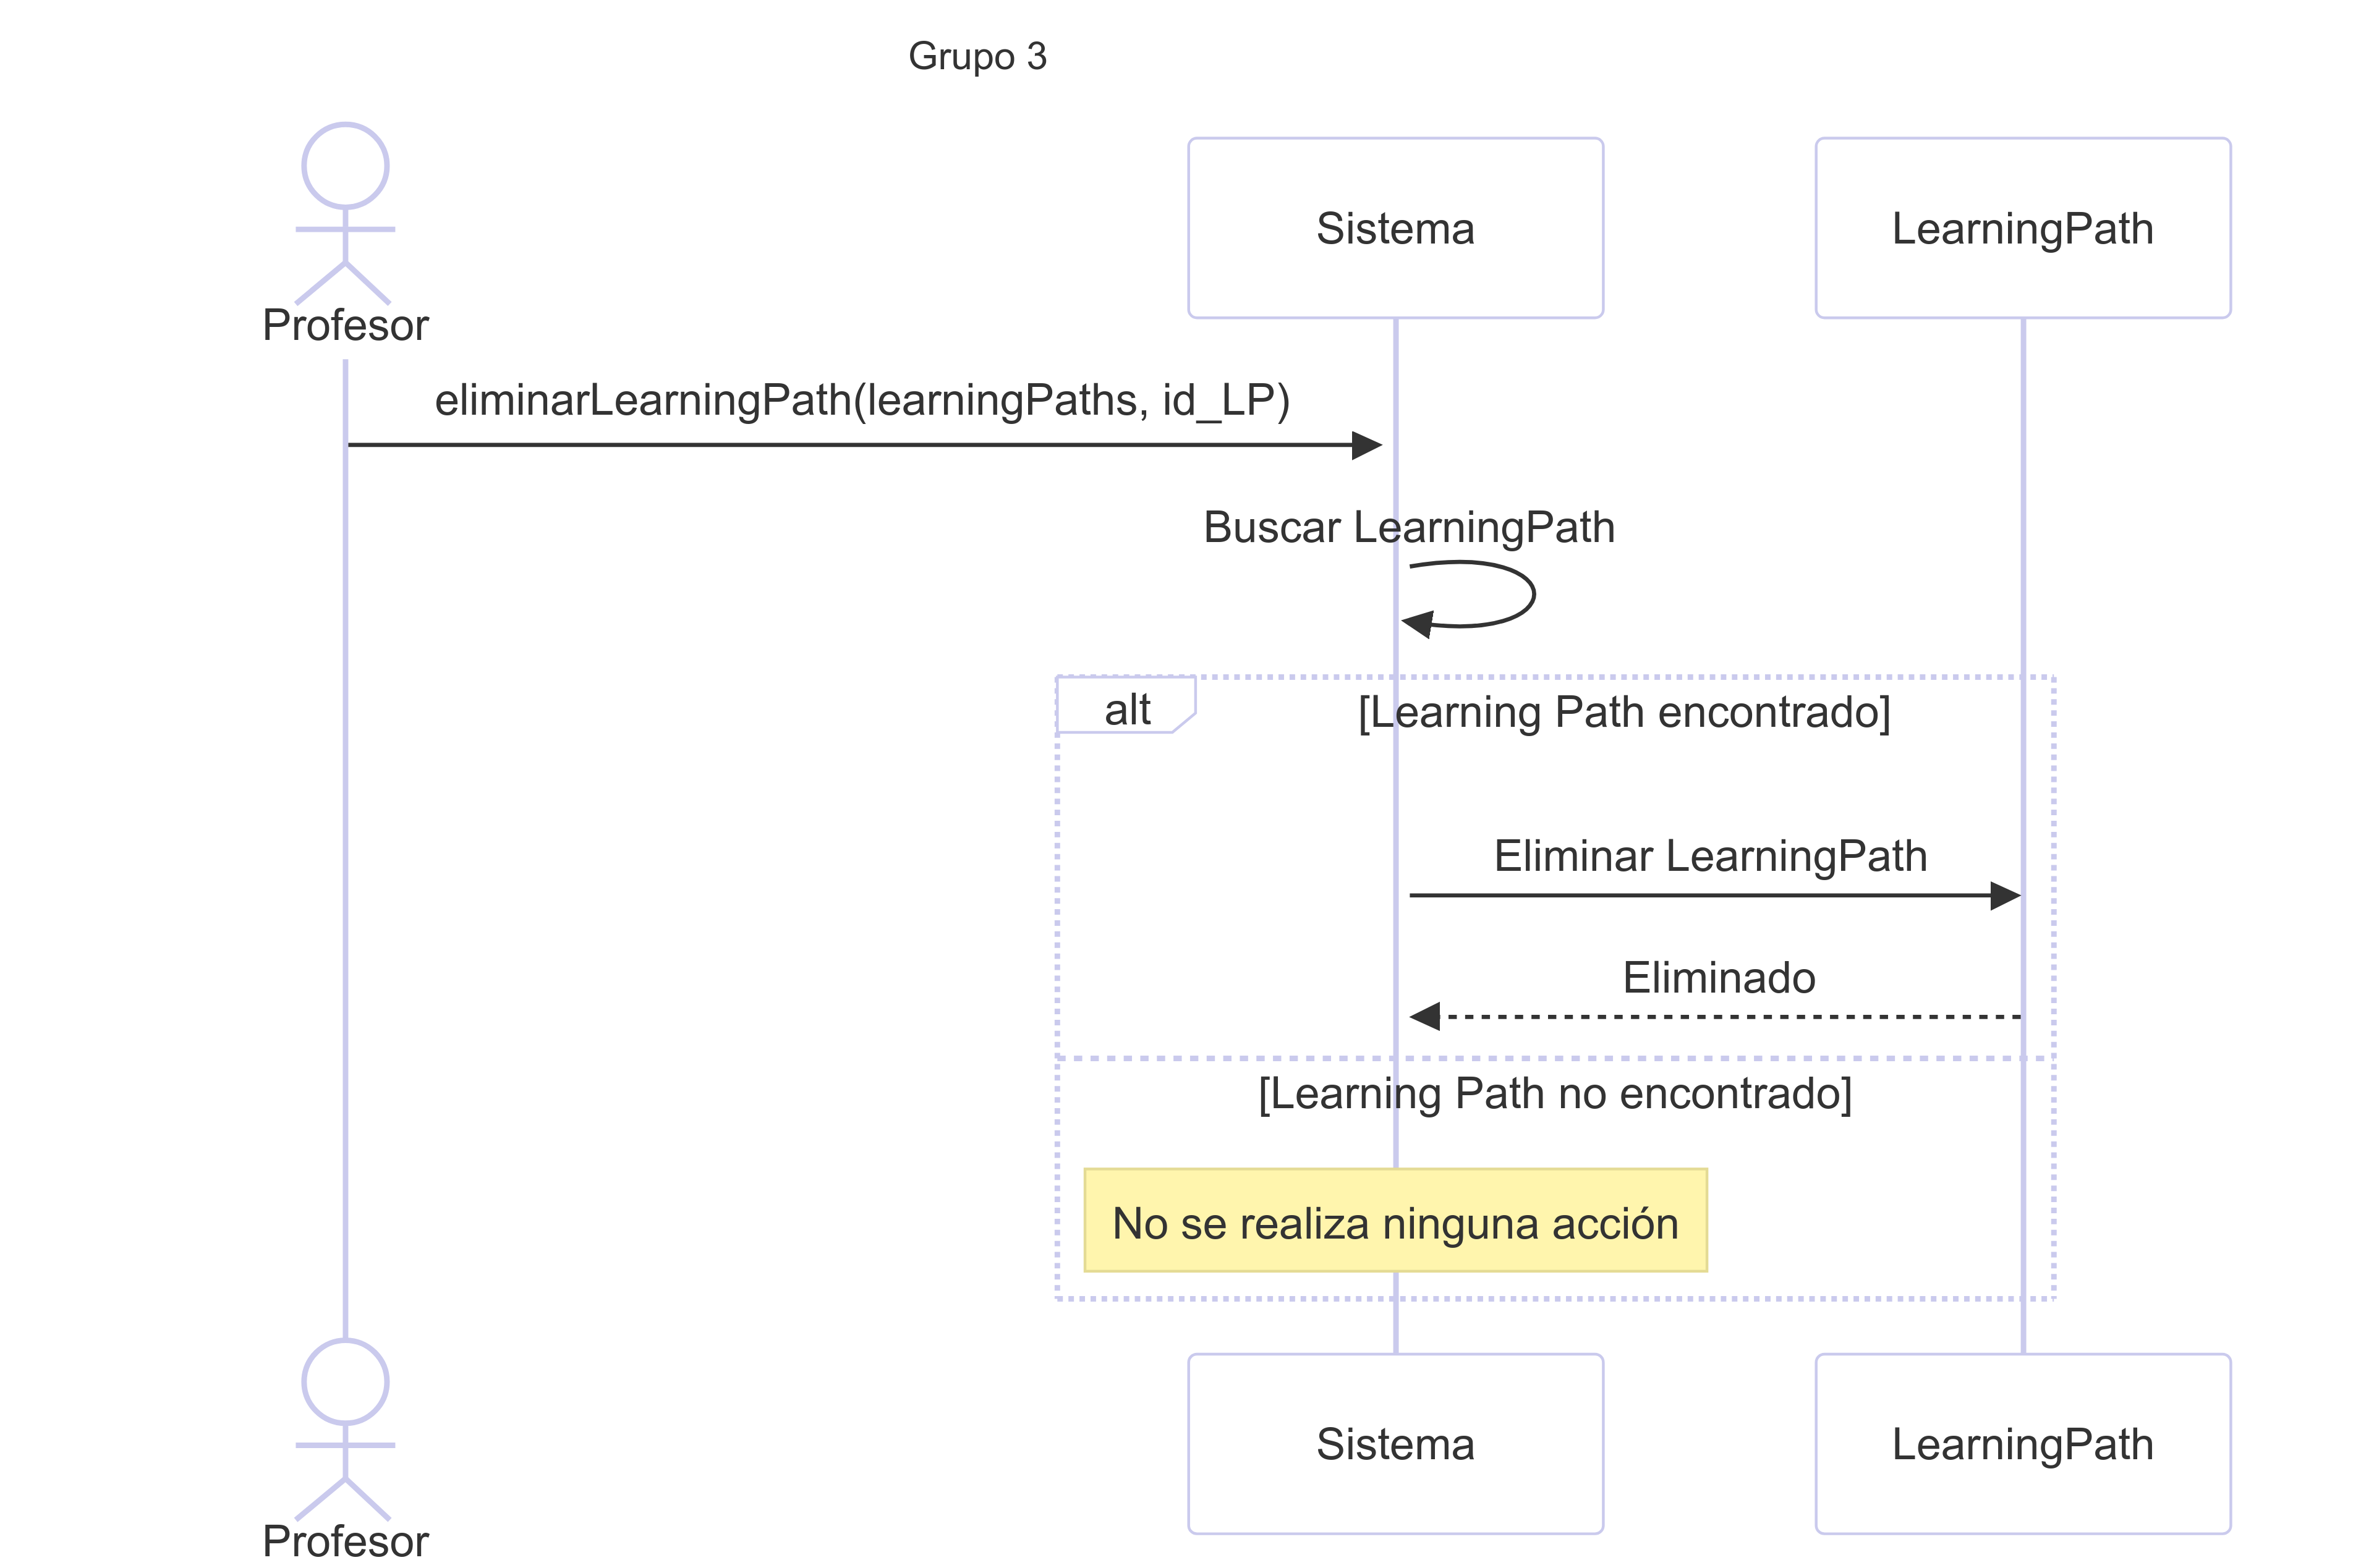 Grupo 3
Profesor
Sistema
LearningPath
eliminarLearningPath(learningPaths, id_LP)
Buscar LearningPath
alt
[Learning Path encontrado]
Eliminar LearningPath
Eliminado
[Learning Path no encontrado]
No se realiza ninguna acción
Profesor
Sistema
LearningPath